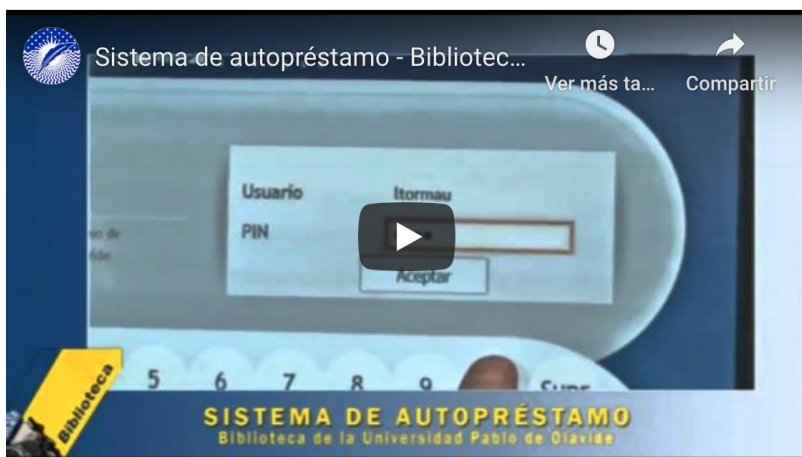 Sistema de autopréstamo - Bibliotec...
Ver más ta...
Compartir
Usuario
ltormau
PIN
Aceptar
5 6 7 8 9
Supr
Biblioteca
SISTEMA DE AUTOPRÉSTAMO
Biblioteca de la Universidad Pablo de Olavide